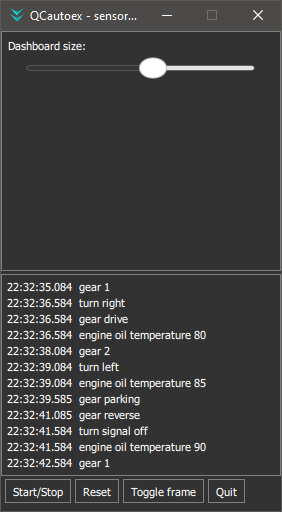 QCautoex - sensor...
Dashboard size:
22:32:35.084 gear 1
22:32:36.584 turn right
22:32:36.584 gear drive
22:32:36.584 engine oil temperature 80
22:32:38.084 gear 2
22:32:39.084 turn left
22:32:39.084 engine oil temperature 85
22:32:39.585 gear parking
22:32:41.085 gear reverse
22:32:41.584 turn signal off
22:32:41.584 engine oil temperature 90
22:32:42.584 gear 1
Start/Stop Reset Toggle frame Quit